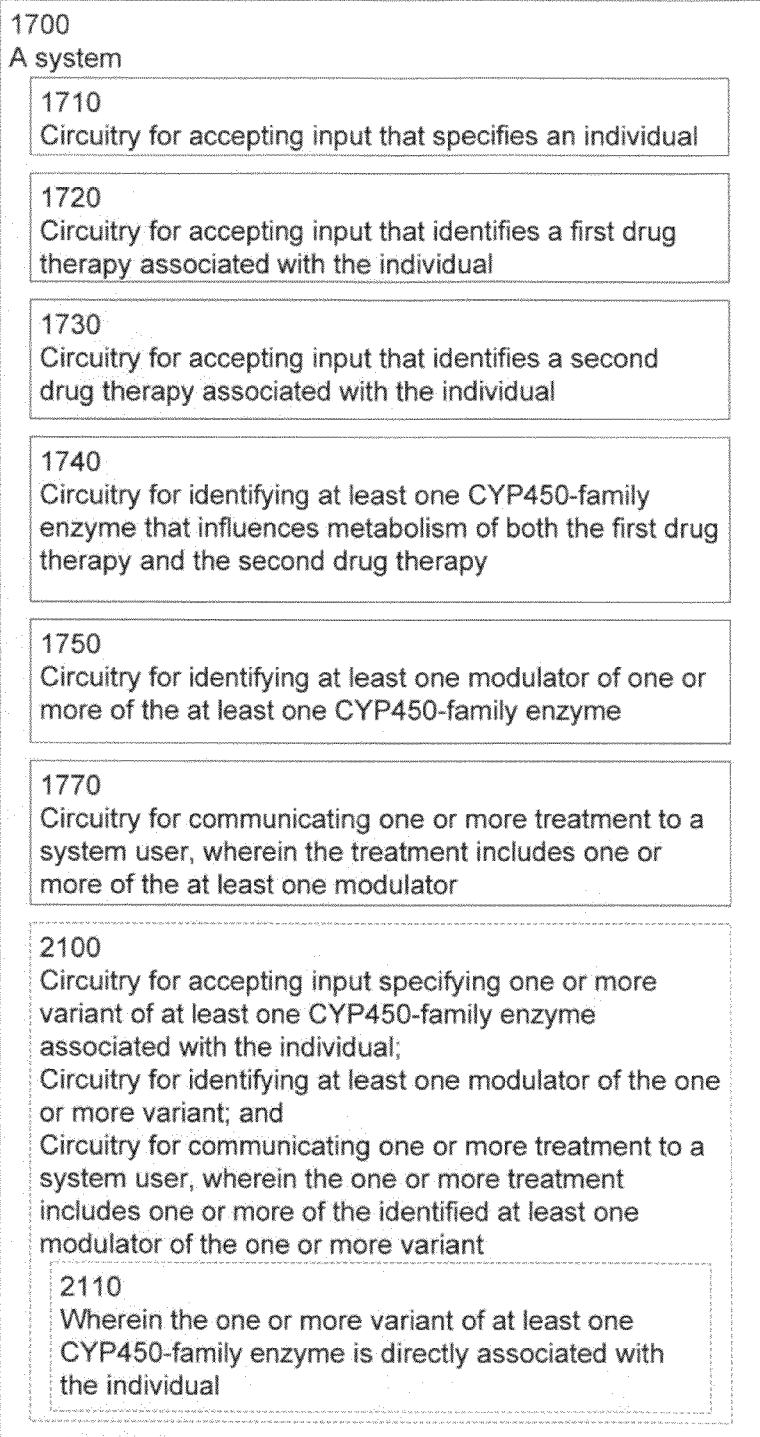 1700
A system
1710
Circuitry for accepting input that specifies an individual
1720
Circuitry for accepting input that identifies a first drug
therapy associated with the individual
1730
Circuitry for accepting input that identifies a second
drug therapy associated with the individual
1740
Circuitry for identifying at least one CYP450-family
enzyme that influences metabolism of both the first drug
therapy and the second drug therapy
1750
Circuitry for identifying at least one modulator of one or
more of the at least one CYP450-family enzyme
1770
Circuitry for communicating one or more treatment to a
system user, wherein the treatment includes one or
more of the at least one modulator
2100
Circuitry for accepting input specifying one or more
variant of at least one CYP450-family enzyme
associated with the individual;
Circuitry for identifying at least one modulator of the one
or more variant; and
Circuitry for communicating one or more treatment to a
system user, wherein the one or more treatment
includes one or more of the identified at least one
modulator of the one or more variant
2110
Wherein the one or more variant of at least one
CYP450-family enzyme is directly associated with
the individual